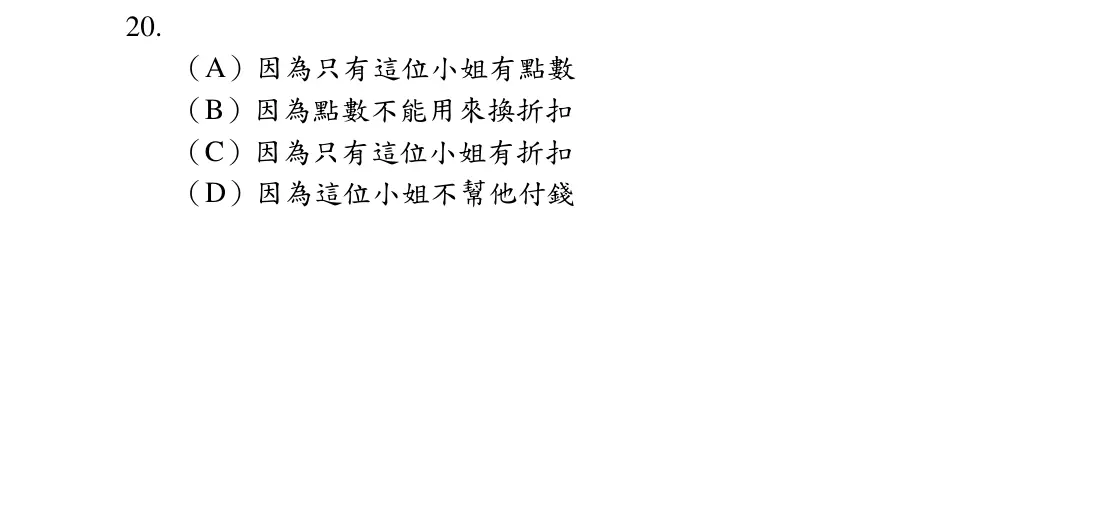 20.
（A）因為只有這位小姐有點數
（B）因為點數不能用來換折扣
（C）因為只有這位小姐有折扣
（D）因為這位小姐不幫他付錢